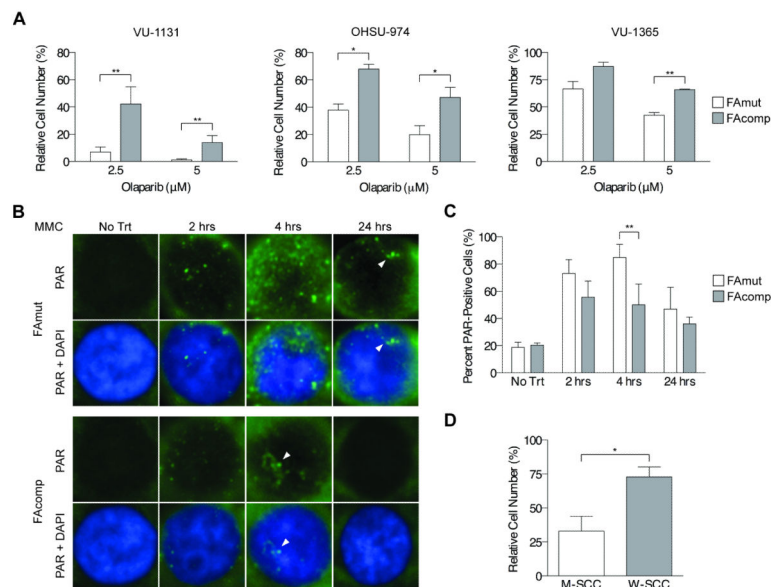 A
VU-1131
OHSU-974
VU-1365
Relative Cell Number (%)
80
60
40
20
0
**
**
2.5
5
Olaparib (μM)
Relative Cell Number (%)
80
60
40
20
0
*
*
2.5
5
Olaparib (μM)
Relative Cell Number (%)
100
75
50
25
0
**
2.5
5
Olaparib (μM)
FAmut
FAcomp
B
MMC
No Trt
2 hrs
4 hrs
24 hrs
FAmut
PAR
PAR + DAPI
FAcomp
PAR
PAR + DAPI
C
Percent PAR-Positive Cells (%)
100
80
60
40
20
0
**
No Trt
2 hrs
4 hrs
24 hrs
FAmut
FAcomp
D
Relative Cell Number (%)
100
75
50
25
0
*
M-SCC
W-SCC